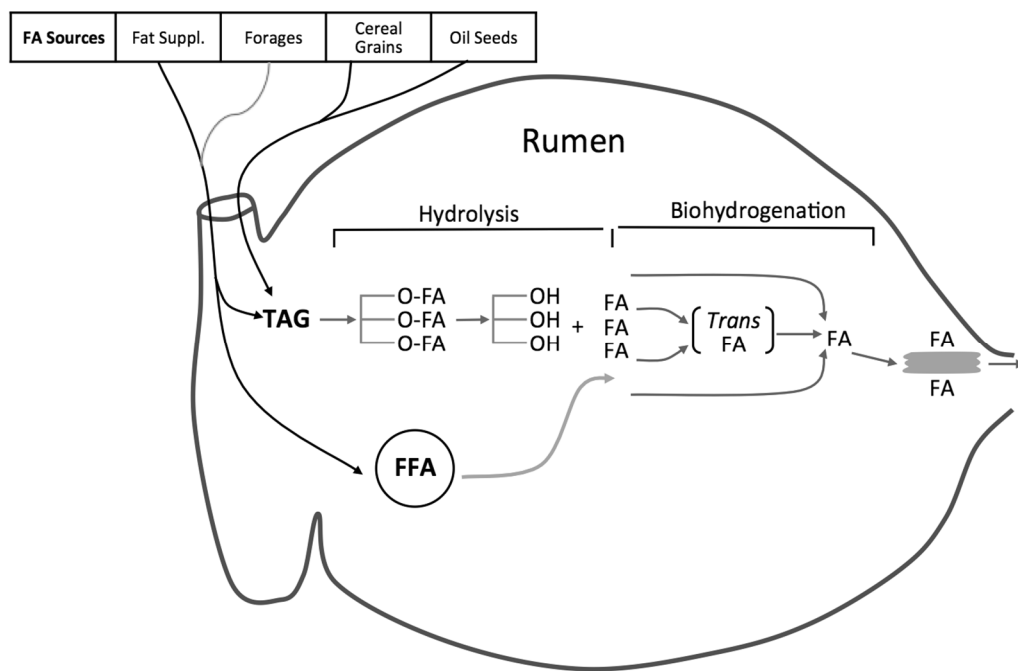 FA Sources
Fat Suppl.
Forages
Cereal
Grains
Oil Seeds
Rumen
Hydrolysis
Biohydrogenation
TAG
O-FA
O-FA
O-FA
OH
OH
OH
+
FA
FA
FA
Trans
FA
FA
FA
FA
FFA